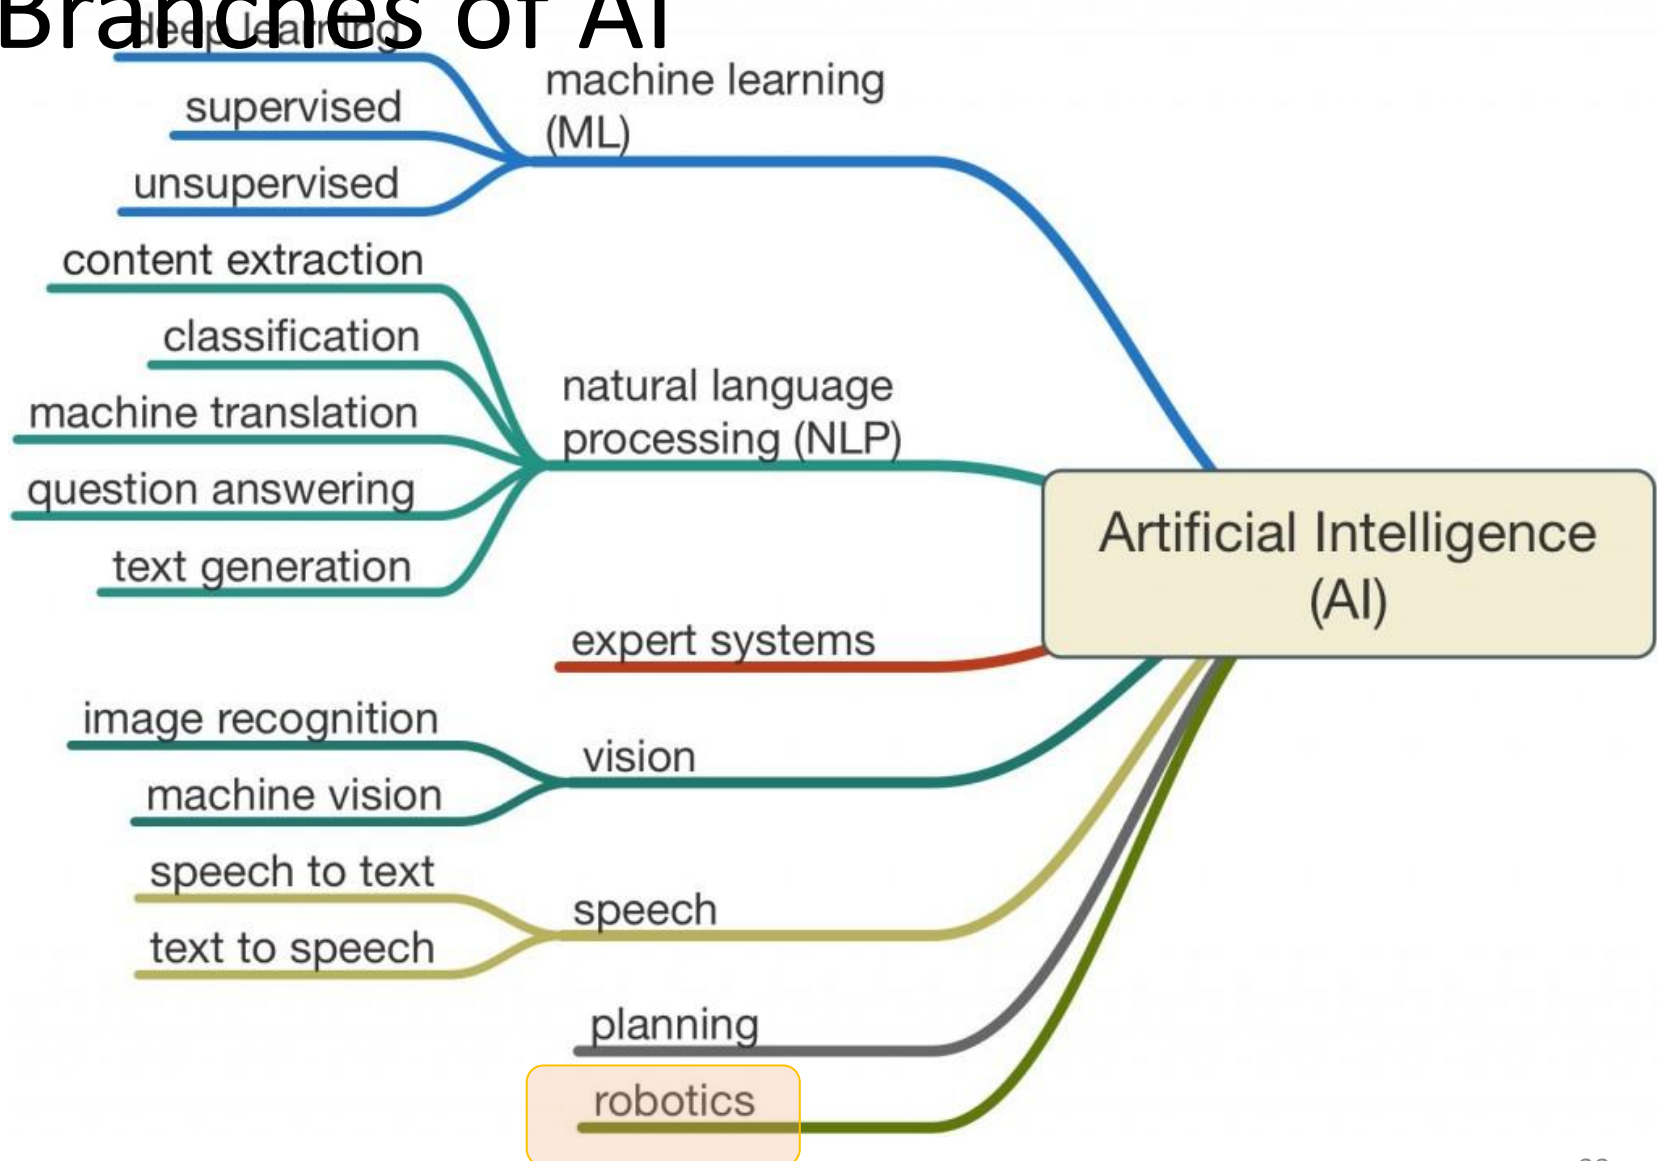 Branches of AI
deep learning
supervised
unsupervised
machine learning
(ML)
content extraction
classification
machine translation
question answering
text generation
natural language
processing (NLP)
expert systems
image recognition
machine vision
vision
speech to text
text to speech
speech
planning
robotics
Artificial Intelligence
(AI)